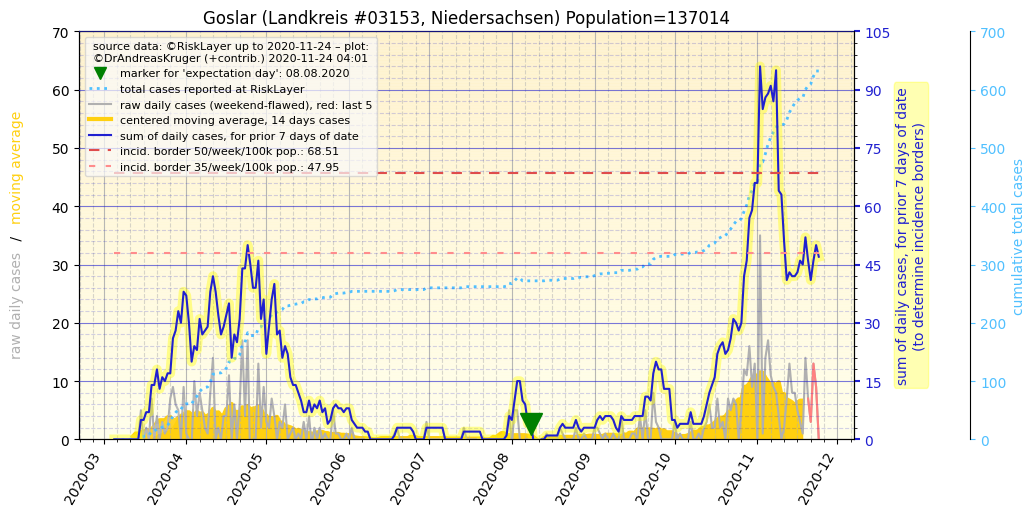 Goslar (Landkreis #03153, Niedersachsen) Population=137014
source data: ©RiskLayer up to 2020-11-24 – plot:
©DrAndreasKruger (+contrib.) 2020-11-24 04:01
marker for 'expectation day': 08.08.2020
total cases reported at RiskLayer
raw daily cases (weekend-flawed), red: last 5
centered moving average, 14 days cases
sum of daily cases, for prior 7 days of date
incid. border 50/week/100k pop.: 68.51
incid. border 35/week/100k pop.: 47.95
raw daily cases / moving average
70
60
50
40
30
20
10
0
105
90
75
60
45
30
15
0
sum of daily cases, for prior 7 days of date
(to determine incidence borders)
700
600
500
400
300
200
100
0
cumulative total cases
2020-03
2020-04
2020-05
2020-06
2020-07
2020-08
2020-09
2020-10
2020-11
2020-12